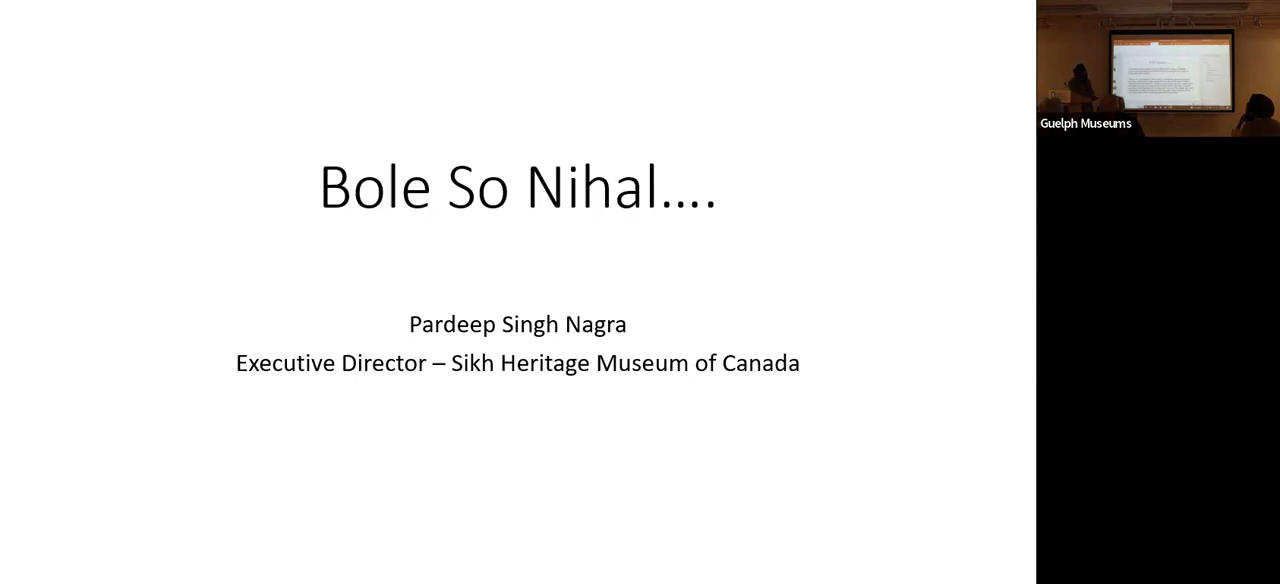 Bole So Nihal....
Pardeep Singh Nagra
Executive Director – Sikh Heritage Museum of Canada
Guelph Museums